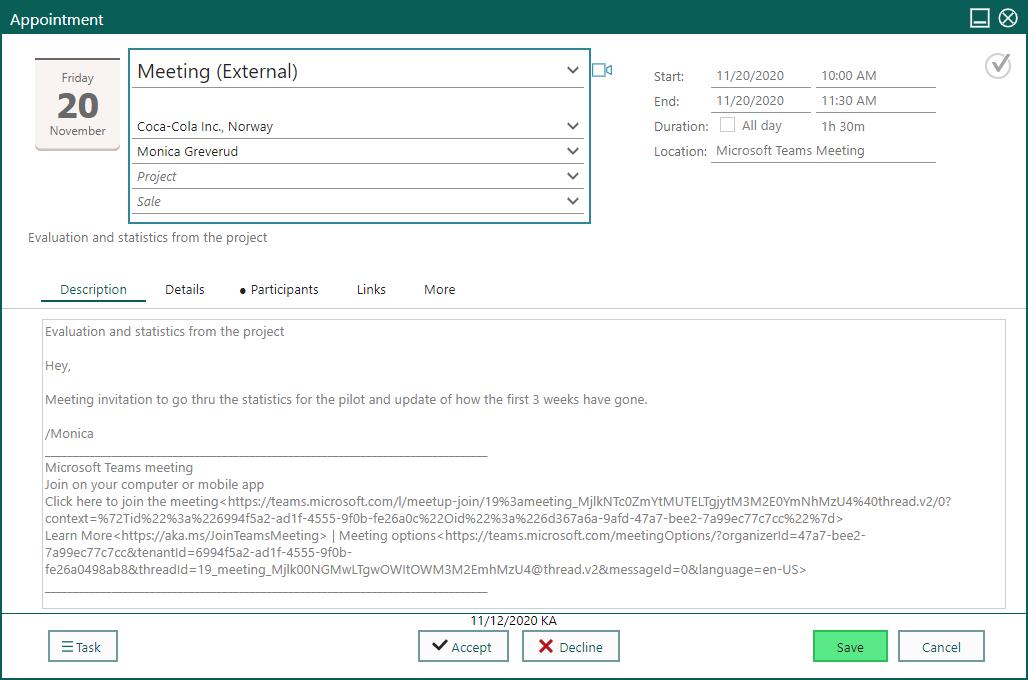 Appointment
Friday
20
November
Meeting (External)
Coca-Cola Inc., Norway
Monica Greverud
Project
Sale
Start: 11/20/2020 10:00 AM
End: 11/20/2020 11:30 AM
Duration: All day 1h 30m
Location: Microsoft Teams Meeting
Evaluation and statistics from the project
Description Details ● Participants Links More
Evaluation and statistics from the project
Hey,
Meeting invitation to go thru the statistics for the pilot and update of how the first 3 weeks have gone.
/Monica
Microsoft Teams meeting
Join on your computer or mobile app
Click here to join the meeting<https://teams.microsoft.com/l/meetup-join/19%3ameeting_MjlkNTc0ZmYtMUTELTgjytM3M2E0YmNhMzU4%40thread.v2/0?
context=%72Tid%22%3a%226994f5a2-ad1f-4555-9f0b-fe26a0c%22Oid%22%3a%226d367a6a-9afd-47a7-bee2-7a99ec77c7cc%22%7d>
Learn More<https://aka.ms/JoinTeamsMeeting> | Meeting options<https://teams.microsoft.com/meetingOptions/?organizerId=47a7-bee2-
7a99ec77c7cc&tenantId=6994f5a2-ad1f-4555-9f0b-
fe26a0498ab8&threadId=19_meeting_Mjlk00NGMwLTgwOWItOWM3M2EmhMzU4@thread.v2&messageId=0&language=en-US>
11/12/2020 KA
Task Accept Decline Save Cancel